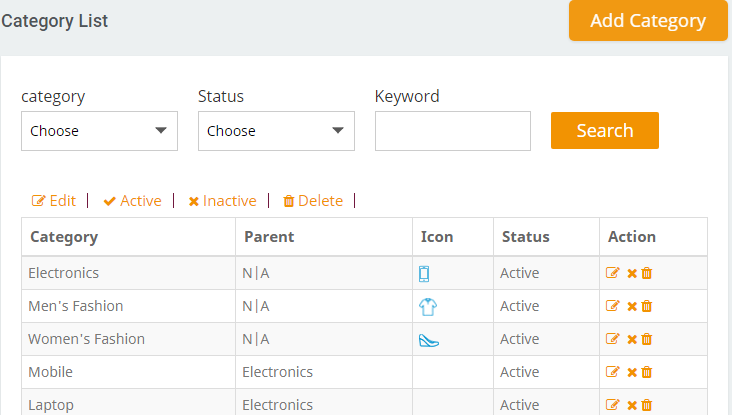 Category List
Add Category
category Status Keyword
Choose Choose Search
Edit | Active | Inactive | Delete |
Category Parent Icon Status Action
Electronics N|A Active
Men's Fashion N|A Active
Women's Fashion N|A Active
Mobile Electronics Active
Laptop Electronics Active